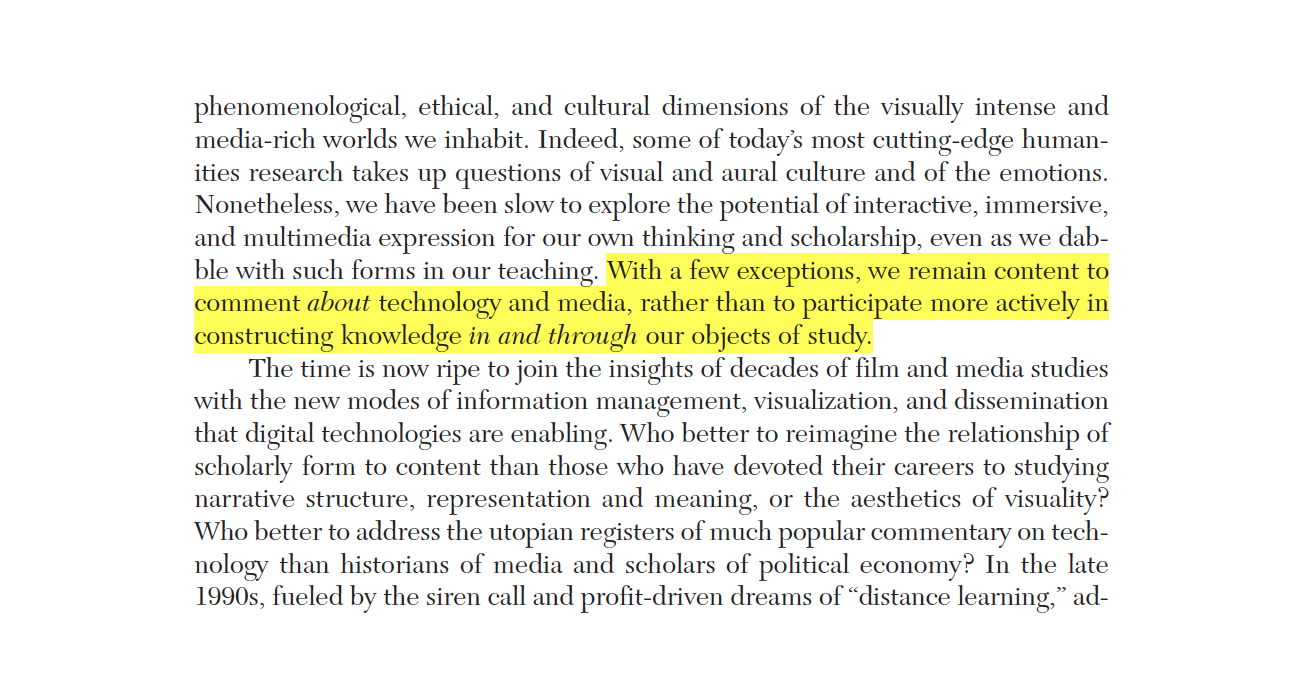 phenomenological, ethical, and cultural dimensions of the visually intense and
media-rich worlds we inhabit. Indeed, some of today’s most cutting-edge human-
ities research takes up questions of visual and aural culture and of the emotions.
Nonetheless, we have been slow to explore the potential of interactive, immersive,
and multimedia expression for our own thinking and scholarship, even as we dab-
ble with such forms in our teaching. With a few exceptions, we remain content to
comment about technology and media, rather than to participate more actively in
constructing knowledge in and through our objects of study.
The time is now ripe to join the insights of decades of film and media studies
with the new modes of information management, visualization, and dissemination
that digital technologies are enabling. Who better to reimagine the relationship of
scholarly form to content than those who have devoted their careers to studying
narrative structure, representation and meaning, or the aesthetics of visuality?
Who better to address the utopian registers of much popular commentary on tech-
nology than historians of media and scholars of political economy? In the late
1990s, fueled by the siren call and profit-driven dreams of “distance learning,” ad-